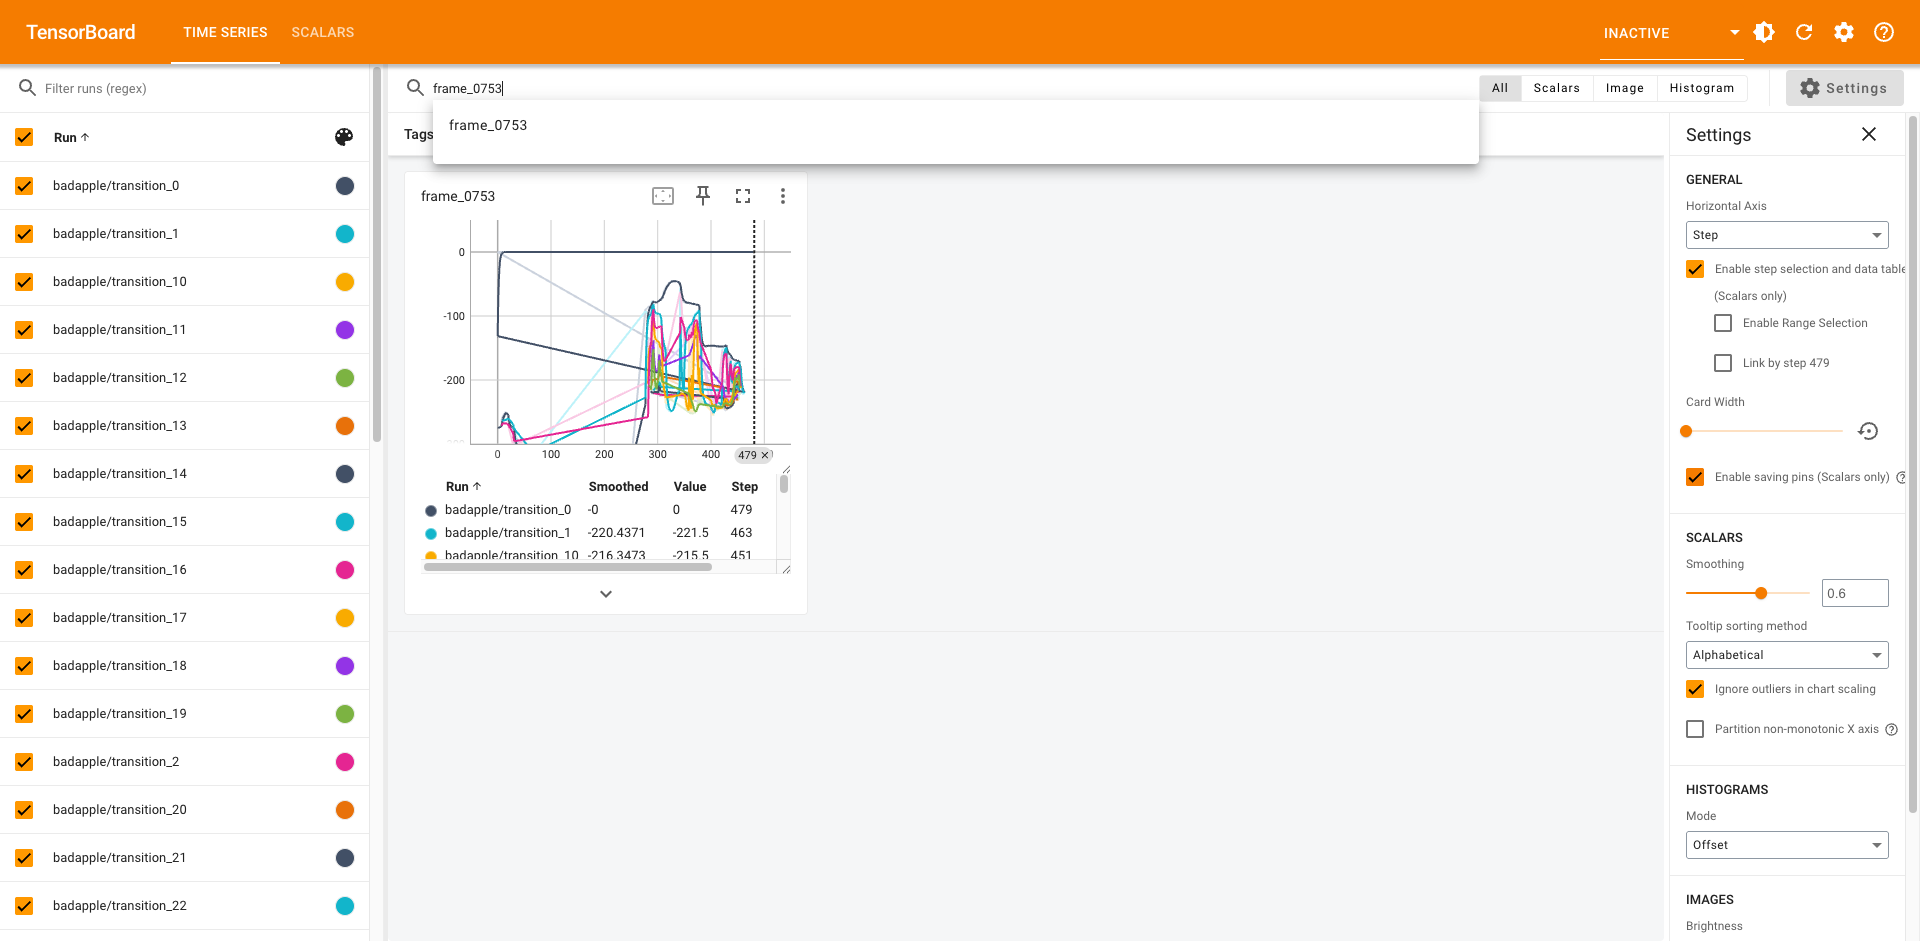 TensorBoard
TIME SERIES
SCALARS
INACTIVE
Filter runs (regex)
frame_0753
All
Scalars
Image
Histogram
Settings
frame_0753
Run
Tags
Settings
badapple/transition_0
badapple/transition_1
badapple/transition_10
badapple/transition_11
badapple/transition_12
badapple/transition_13
badapple/transition_14
badapple/transition_15
badapple/transition_16
badapple/transition_17
badapple/transition_18
badapple/transition_19
badapple/transition_2
badapple/transition_20
badapple/transition_21
badapple/transition_22
frame_0753
0
-100
-200
0 100 200 300 400 479
Run Smoothed Value Step
badapple/transition_0 -0 0 479
badapple/transition_1 -220.4371 -221.5 463
badapple/transition_10 -216.3473 -215.5 451
GENERAL
Horizontal Axis
Step
Enable step selection and data table
(Scalars only)
Enable Range Selection
Link by step 479
Card Width
Enable saving pins (Scalars only)
SCALARS
Smoothing
0.6
Tooltip sorting method
Alphabetical
Ignore outliers in chart scaling
Partition non-monotonic X axis
HISTOGRAMS
Mode
Offset
IMAGES
Brightness